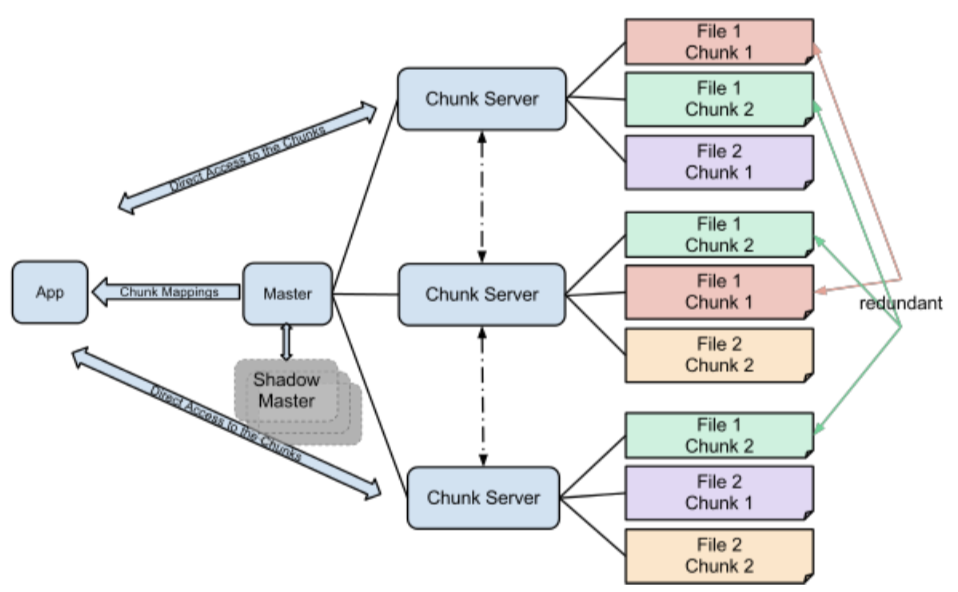 File 1
Chunk 1
Chunk Server
File 1
Chunk 2
File 2
Chunk 1
Direct Access to the Chunks
File 1
Chunk 2
App
Chunk Mappings
Master
Chunk Server
File 1
Chunk 1
redundant
File 2
Chunk 2
Shadow
Master
Direct Access to the Chunks
File 1
Chunk 2
Chunk Server
File 2
Chunk 1
File 2
Chunk 2